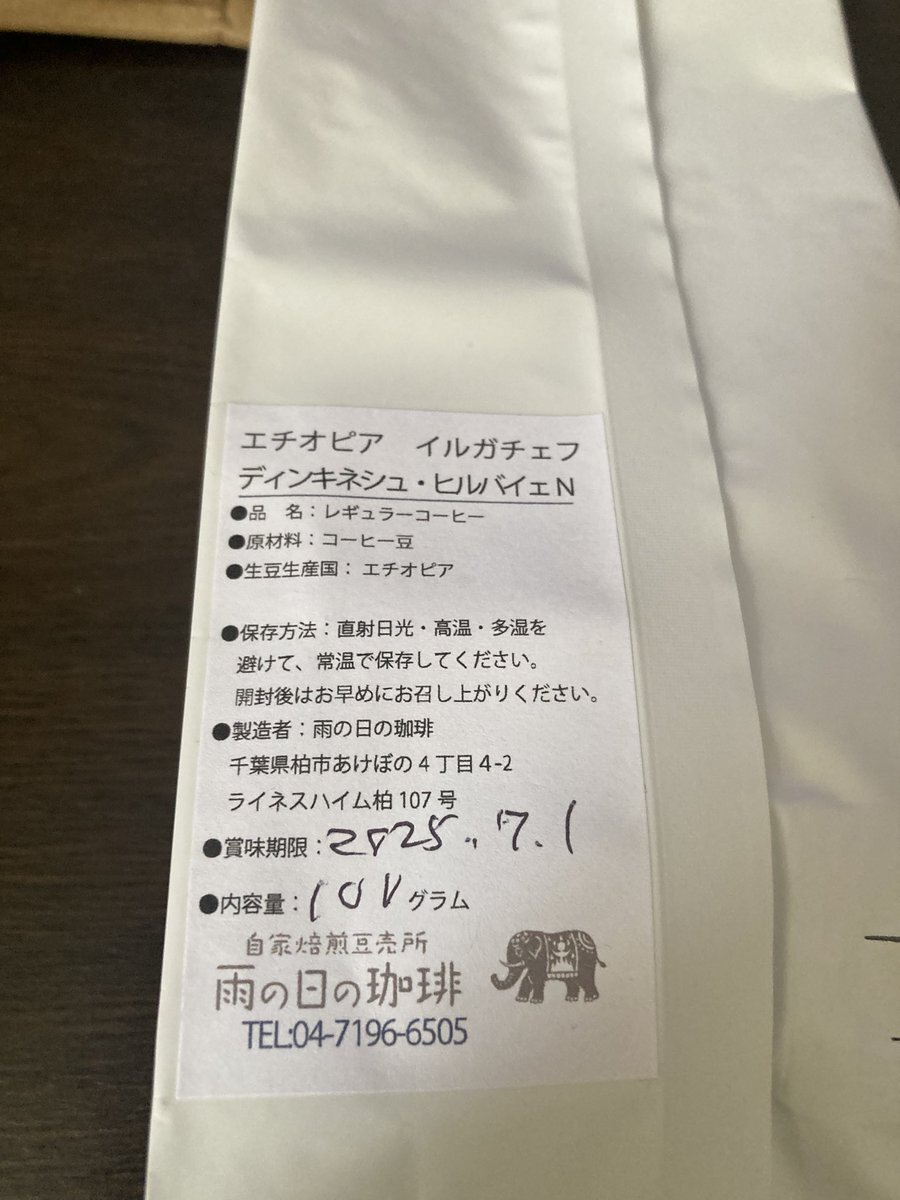 エチオピア　イルガチェフ
ディンキネシュ・ヒルバイェN
●品　名：レギュラーコーヒー
●原材料：コーヒー豆
●生豆生産国： エチオピア
●保存方法：直射日光・高温・多湿を
避けて、常温で保存してください。
開封後はお早めにお召し上がりください。
●製造者：雨の日の珈琲
千葉県柏市あけぼの4丁目4-2
ライネスハイム柏107号
●賞味期限：2025.7.1
●内容量：グラム
自家焙煎豆売所
雨の日の珈琲
TEL:04-7196-6505